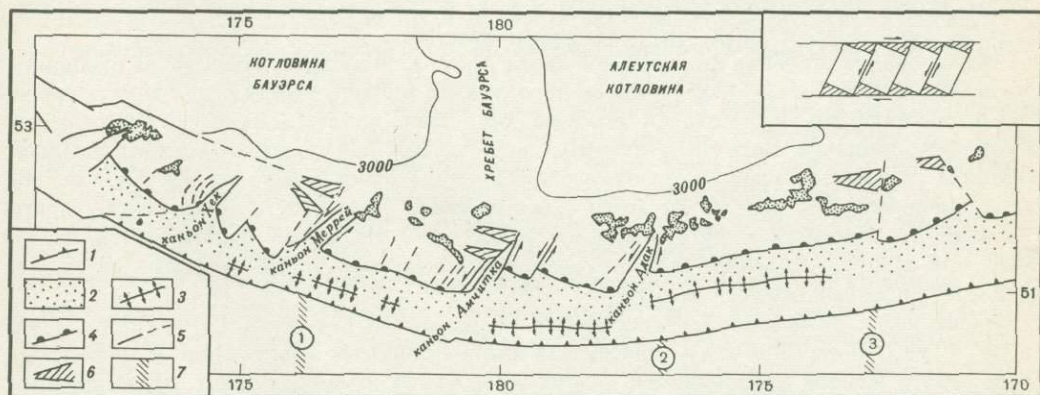 175
180
КОТЛОВИНА
БАУЭРСА
ХРЕБЕТ БАУЭРСА
АЛЕУТСКАЯ
КОТЛОВИНА
53
3000
3000
каньон Хек
каньон Меррей
каньон Амчитка
каньон Адак
51
1
2
3
4
5
6
7
1
2
3
175
180
175
170